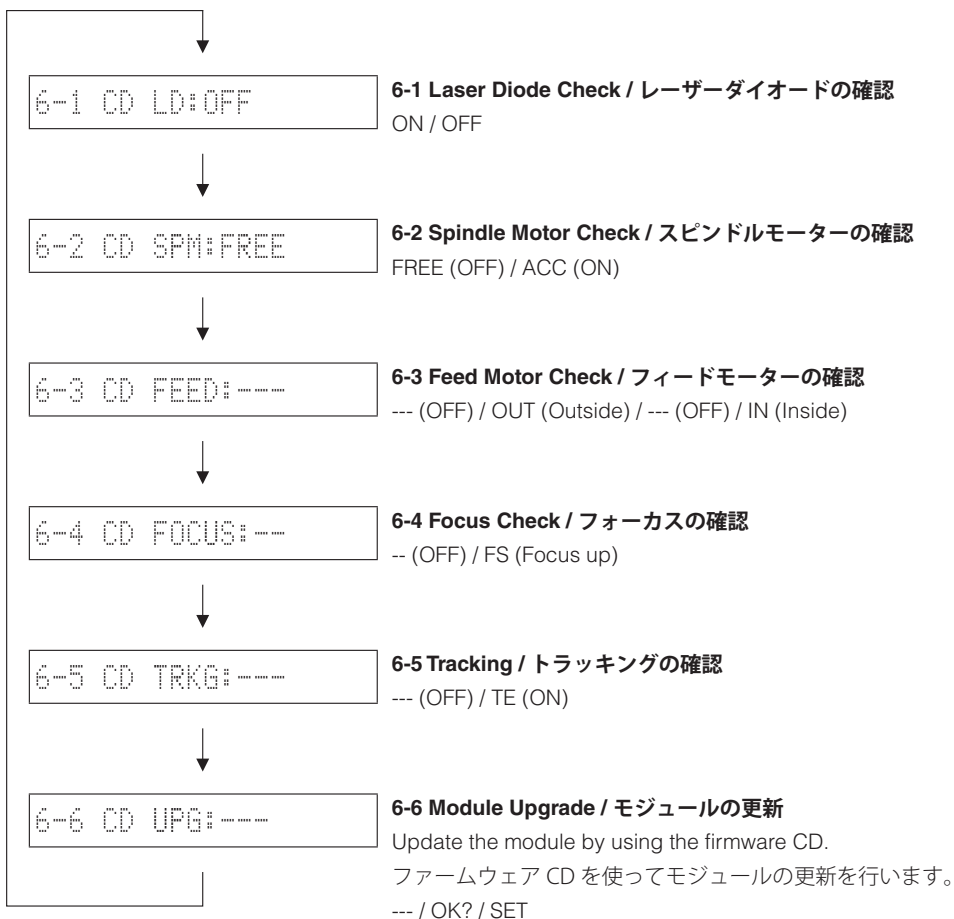 6-1 CD LD:OFF
6-1 Laser Diode Check / レーザーダイオードの確認
ON / OFF
6-2 CD SPM:FREE
6-2 Spindle Motor Check / スピンドルモーターの確認
FREE (OFF) / ACC (ON)
6-3 CD FEED:---
6-3 Feed Motor Check / フィードモーターの確認
--- (OFF) / OUT (Outside) / --- (OFF) / IN (Inside)
6-4 CD FOCUS:--
6-4 Focus Check / フォーカスの確認
-- (OFF) / FS (Focus up)
6-5 CD TRKG:---
6-5 Tracking / トラッキングの確認
--- (OFF) / TE (ON)
6-6 CD UPG:---
6-6 Module Upgrade / モジュールの更新
Update the module by using the firmware CD.
ファームウェア CD を使ってモジュールの更新を行います。
--- / OK? / SET